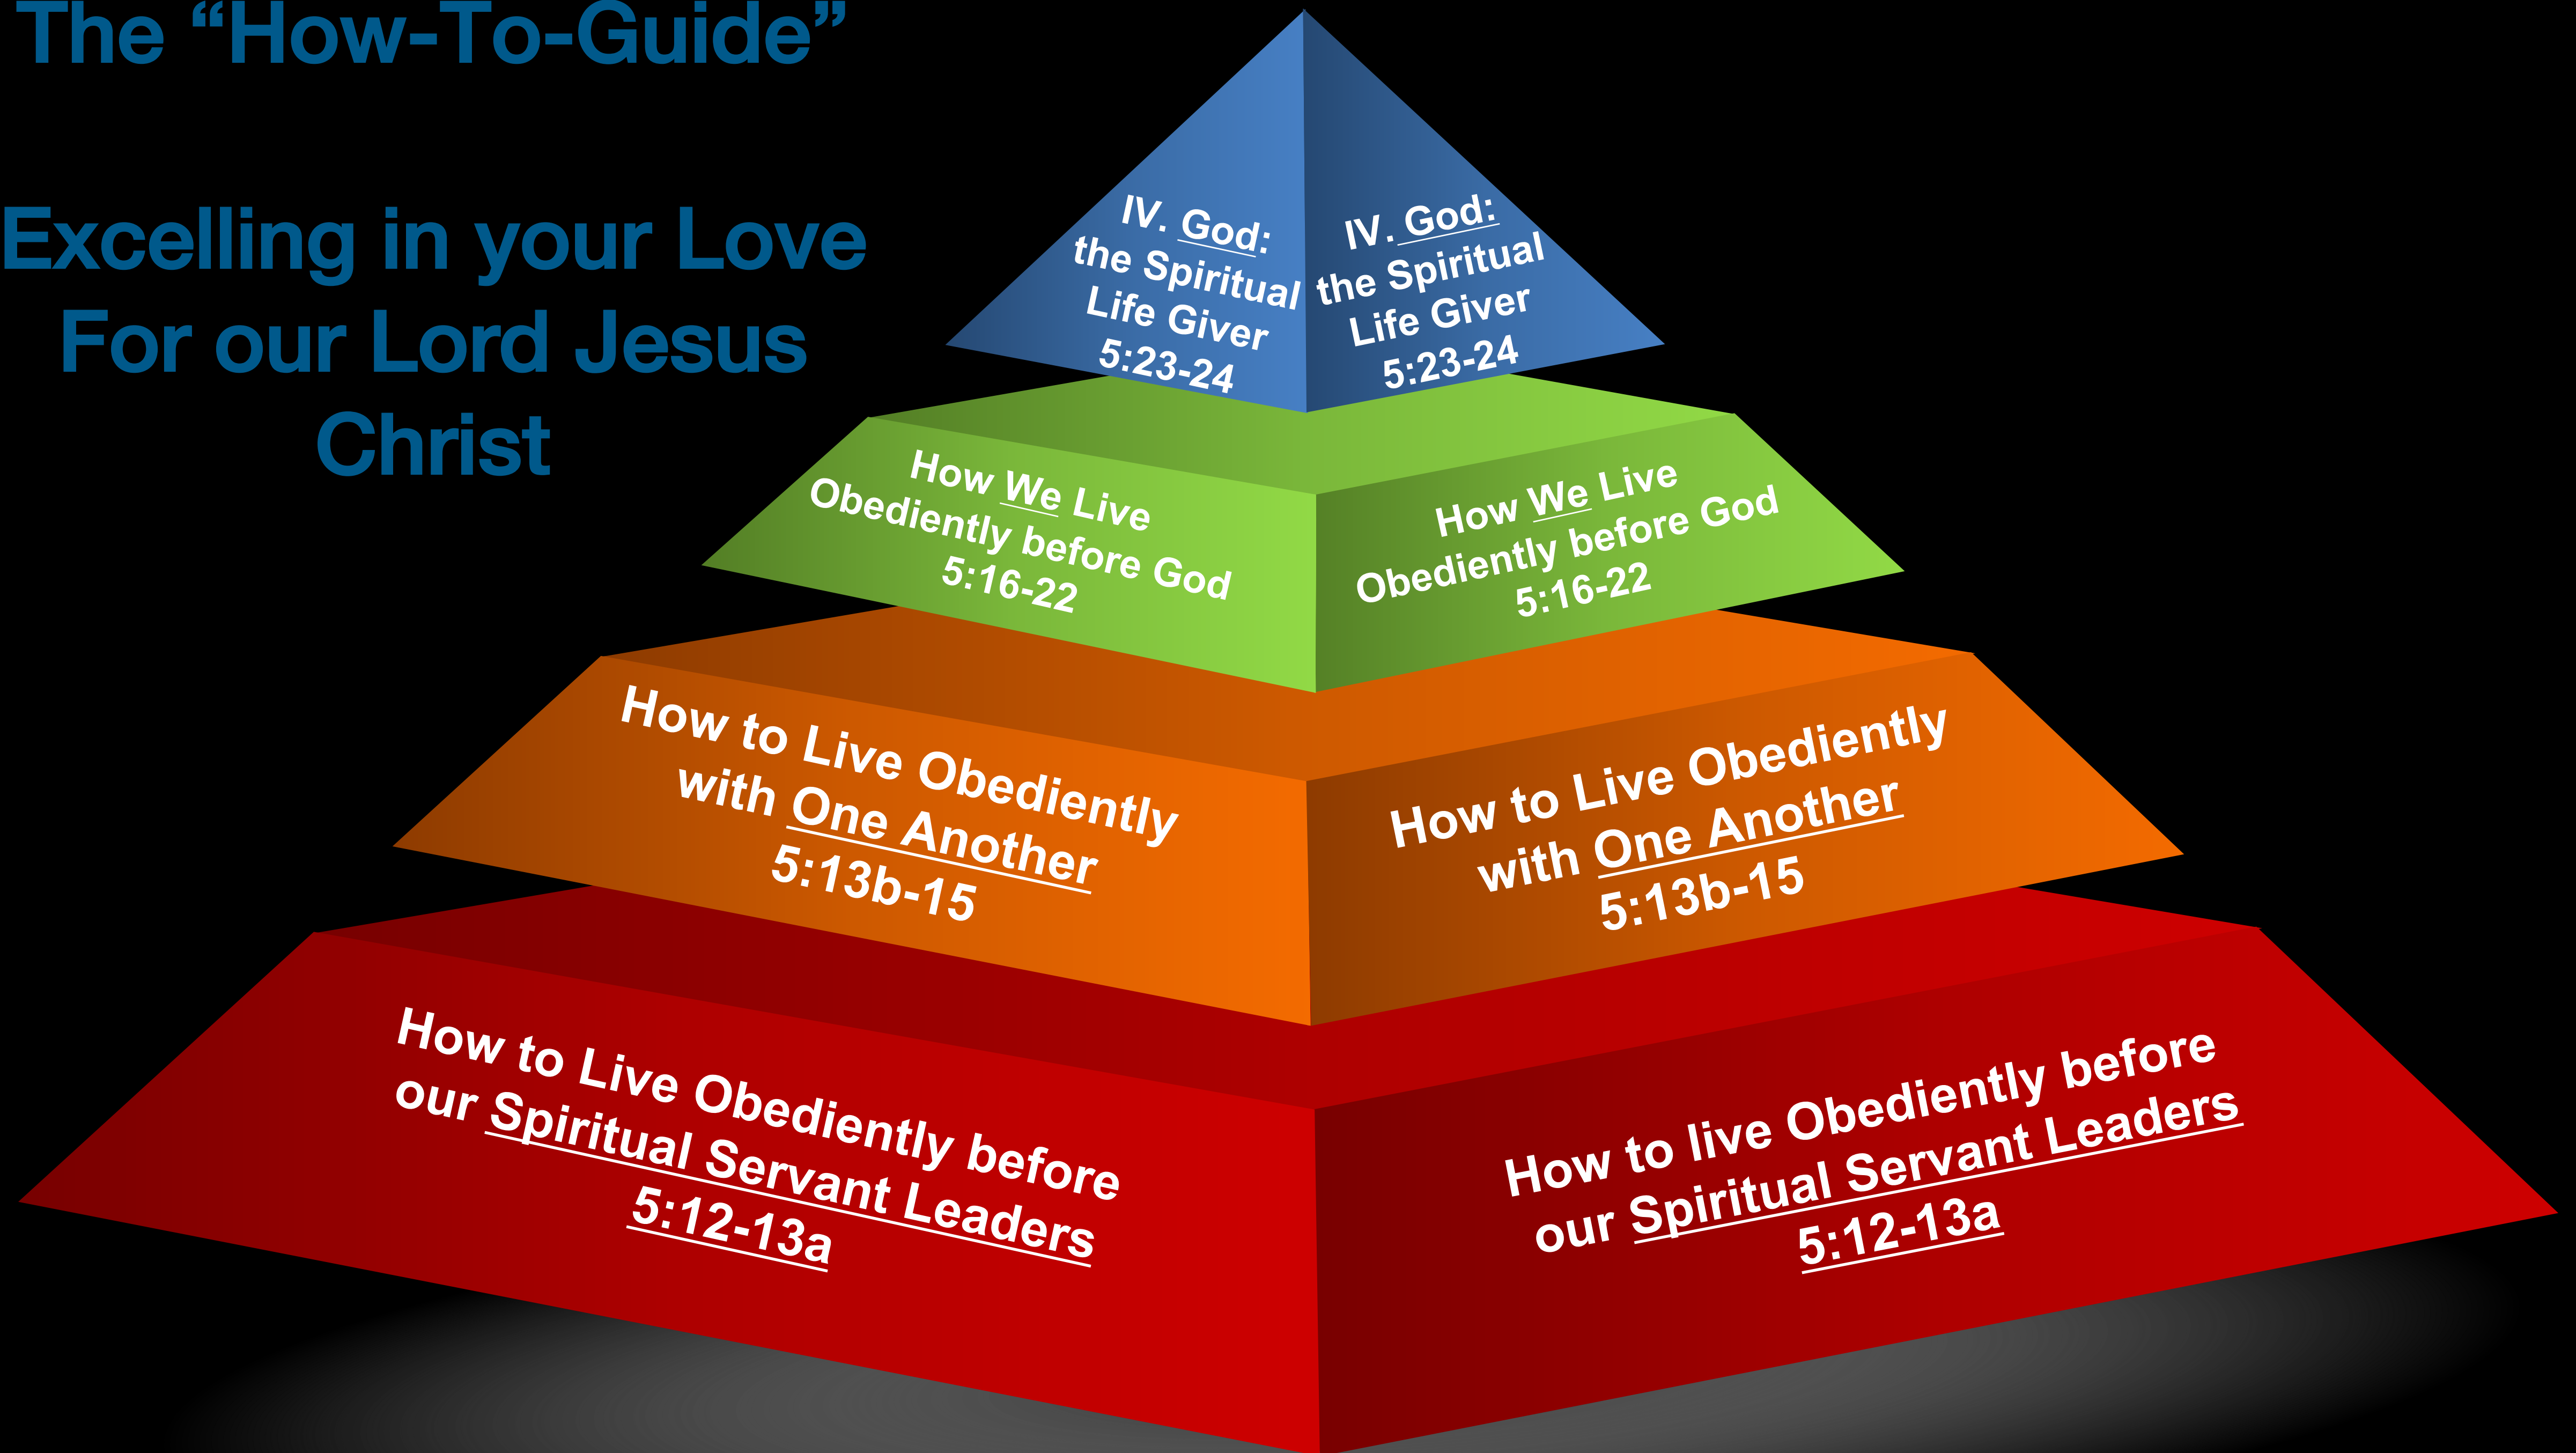 The “How-To-Guide”
Excelling in your Love
For our Lord Jesus
Christ
IV. God:
the Spiritual
Life Giver
5:23-24
IV. God:
the Spiritual
Life Giver
5:23-24
How We Live
Obediently before God
5:16-22
How We Live
Obediently before God
5:16-22
How to Live Obediently
with One Another
5:13b-15
How to Live Obediently
with One Another
5:13b-15
How to Live Obediently before
our Spiritual Servant Leaders
5:12-13a
How to live Obediently before
our Spiritual Servant Leaders
5:12-13a